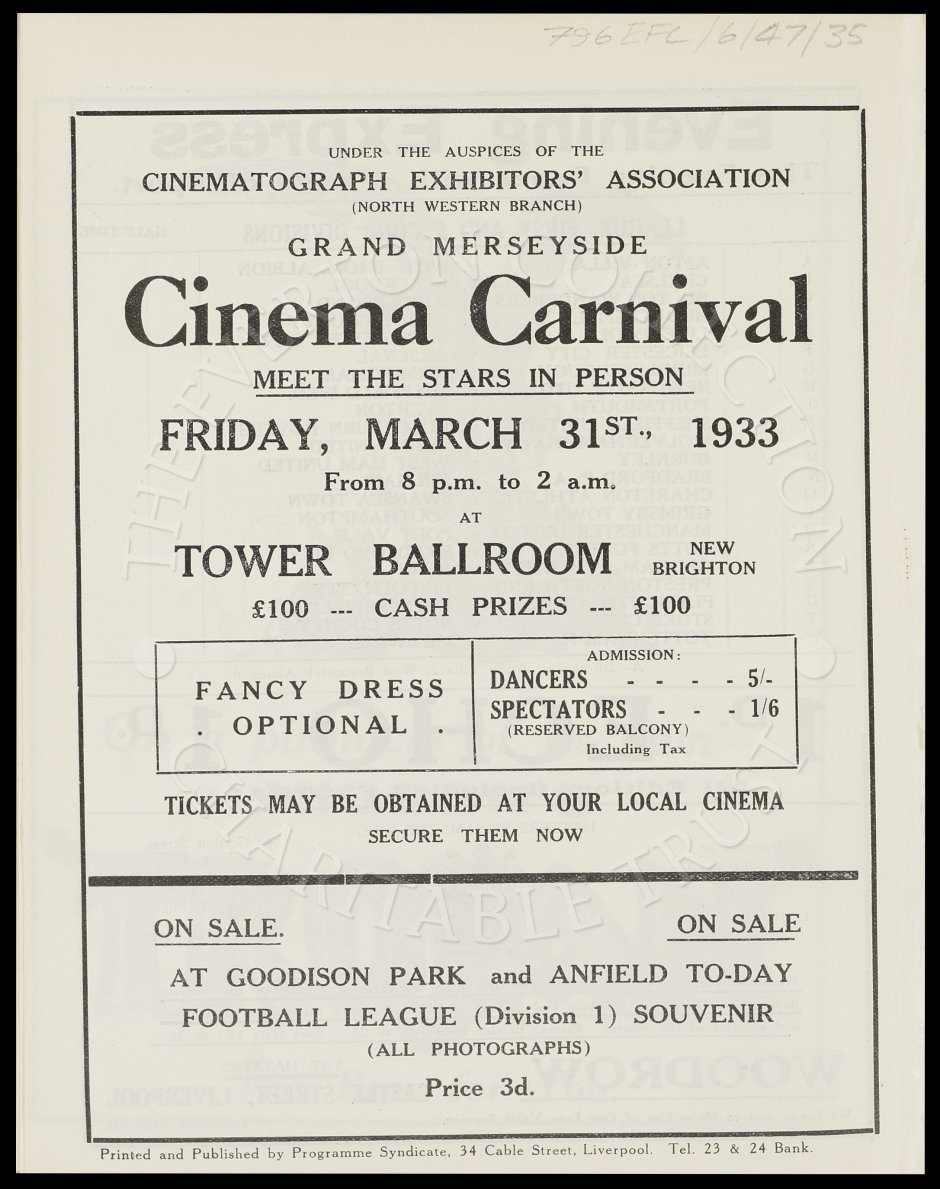 796 EFC/6/47/35
UNDER THE AUSPICES OF THE
CINEMATOGRAPH EXHIBITORS' ASSOCIATION
(NORTH WESTERN BRANCH)
GRAND MERSEYSIDE
Cinema Carnival
MEET THE STARS IN PERSON
FRIDAY, MARCH 31ST., 1933
From 8 p.m. to 2 a.m.
AT
TOWER BALLROOM NEW BRIGHTON
£100 --- CASH PRIZES --- £100
FANCY DRESS
. OPTIONAL .
ADMISSION:
DANCERS - - - - 5/-
SPECTATORS - - - 1/6
(RESERVED BALCONY)
Including Tax
TICKETS MAY BE OBTAINED AT YOUR LOCAL CINEMA
SECURE THEM NOW
ON SALE. ON SALE
AT GOODISON PARK and ANFIELD TO-DAY
FOOTBALL LEAGUE (Division 1) SOUVENIR
(ALL PHOTOGRAPHS)
Price 3d.
Printed and Published by Programme Syndicate, 34 Cable Street, Liverpool. Tel. 23 & 24 Bank.
THE EVERTON COLLECTION
CHARITABLE TRUST